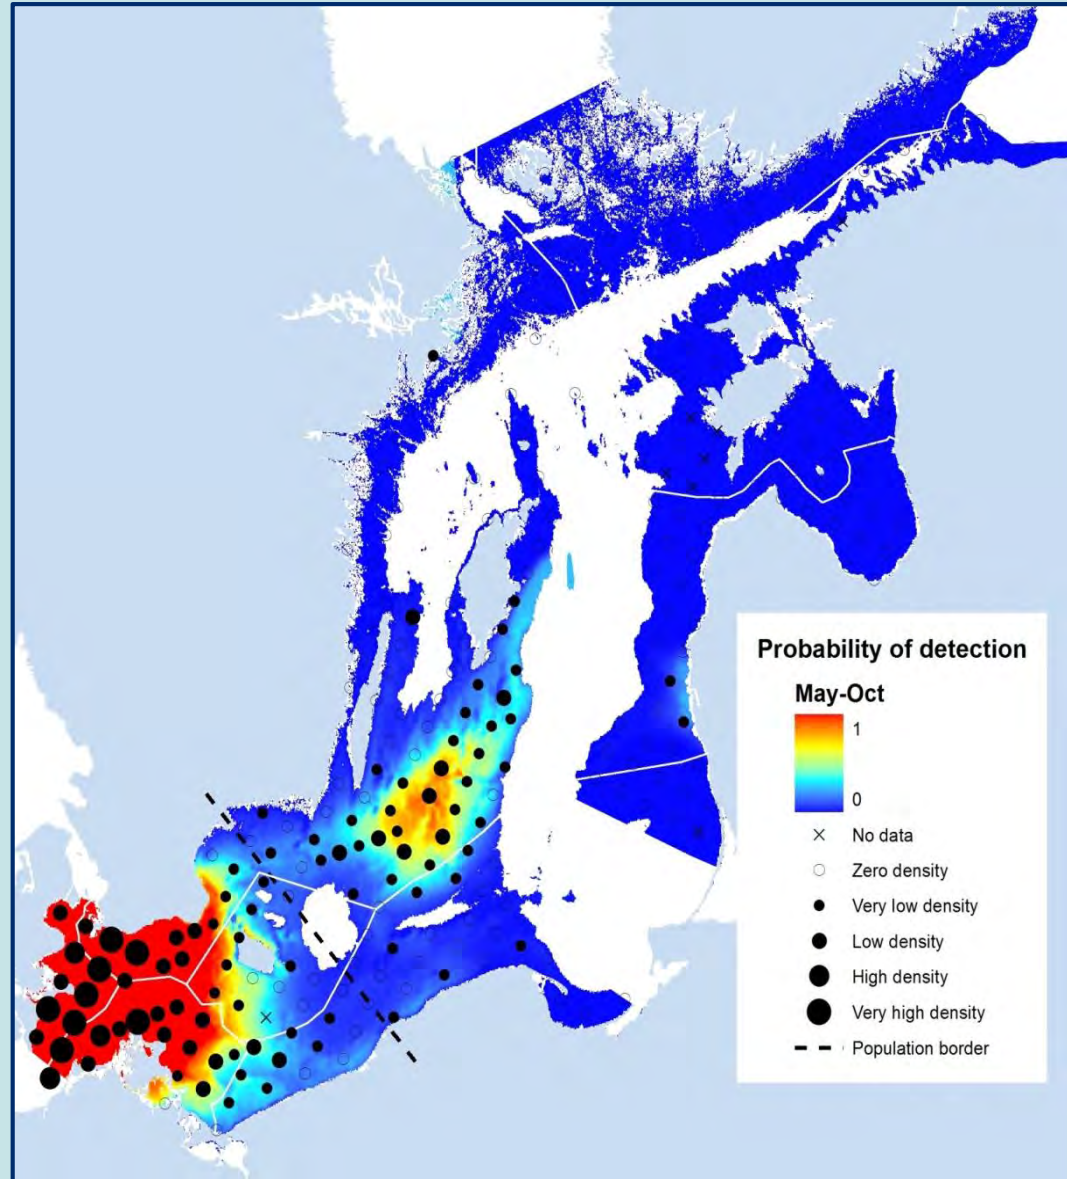 Probability of detection
May-Oct
1
0
No data
Zero density
Very low density
Low density
High density
Very high density
Population border